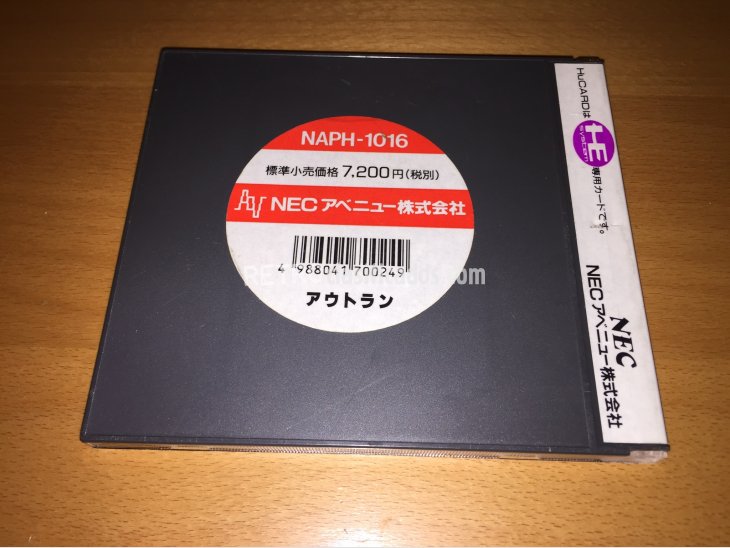 NAPH-1016
標準小売価格 7,200円(税別)
NECアベニュー株式会社
4 988041 700249
アウトラン
HuCARDは
HE
SYSTEM
専用カードです。
NEC
NECアベニュー株式会社